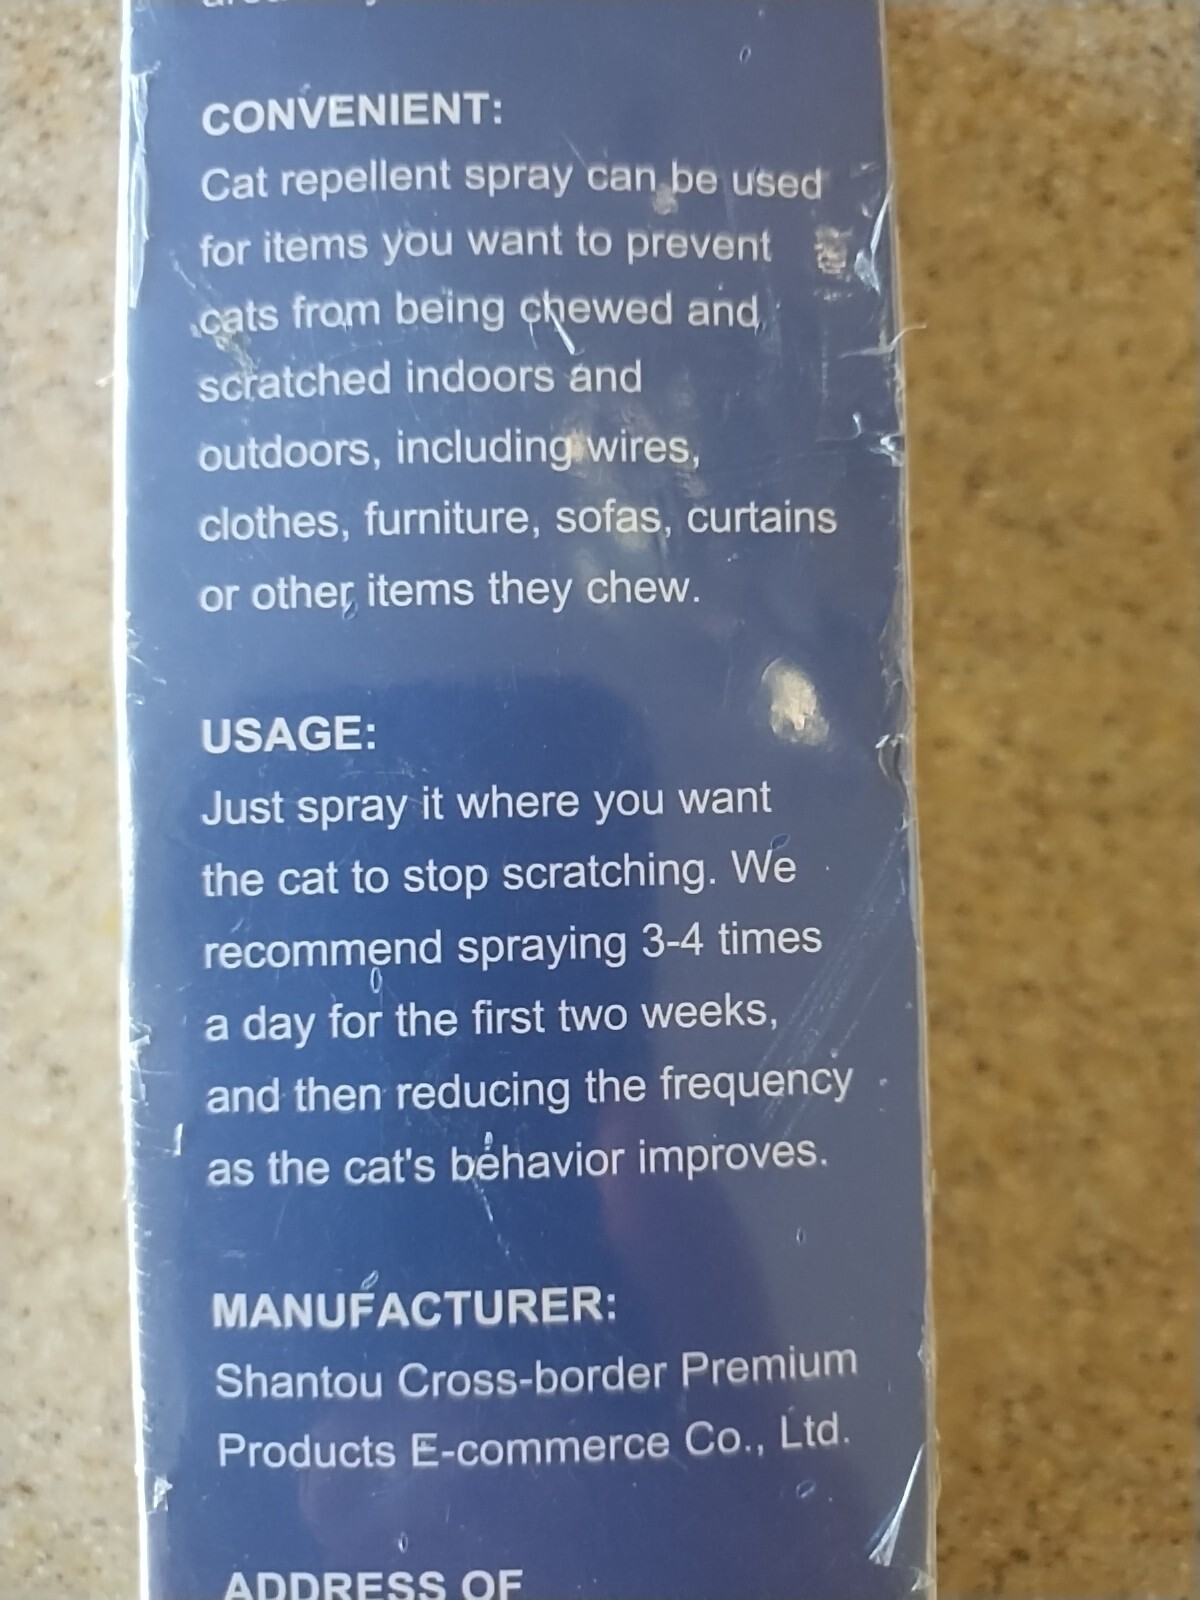 CONVENIENT:
Cat repellent spray can be used
for items you want to prevent
cats from being chewed and
scratched indoors and
outdoors, including wires,
clothes, furniture, sofas, curtains
or other items they chew.
USAGE:
Just spray it where you want
the cat to stop scratching. We
recommend spraying 3-4 times
a day for the first two weeks,
and then reducing the frequency
as the cat's behavior improves.
MANUFACTURER:
Shantou Cross-border Premium
Products E-commerce Co., Ltd.
ADDRESS OF